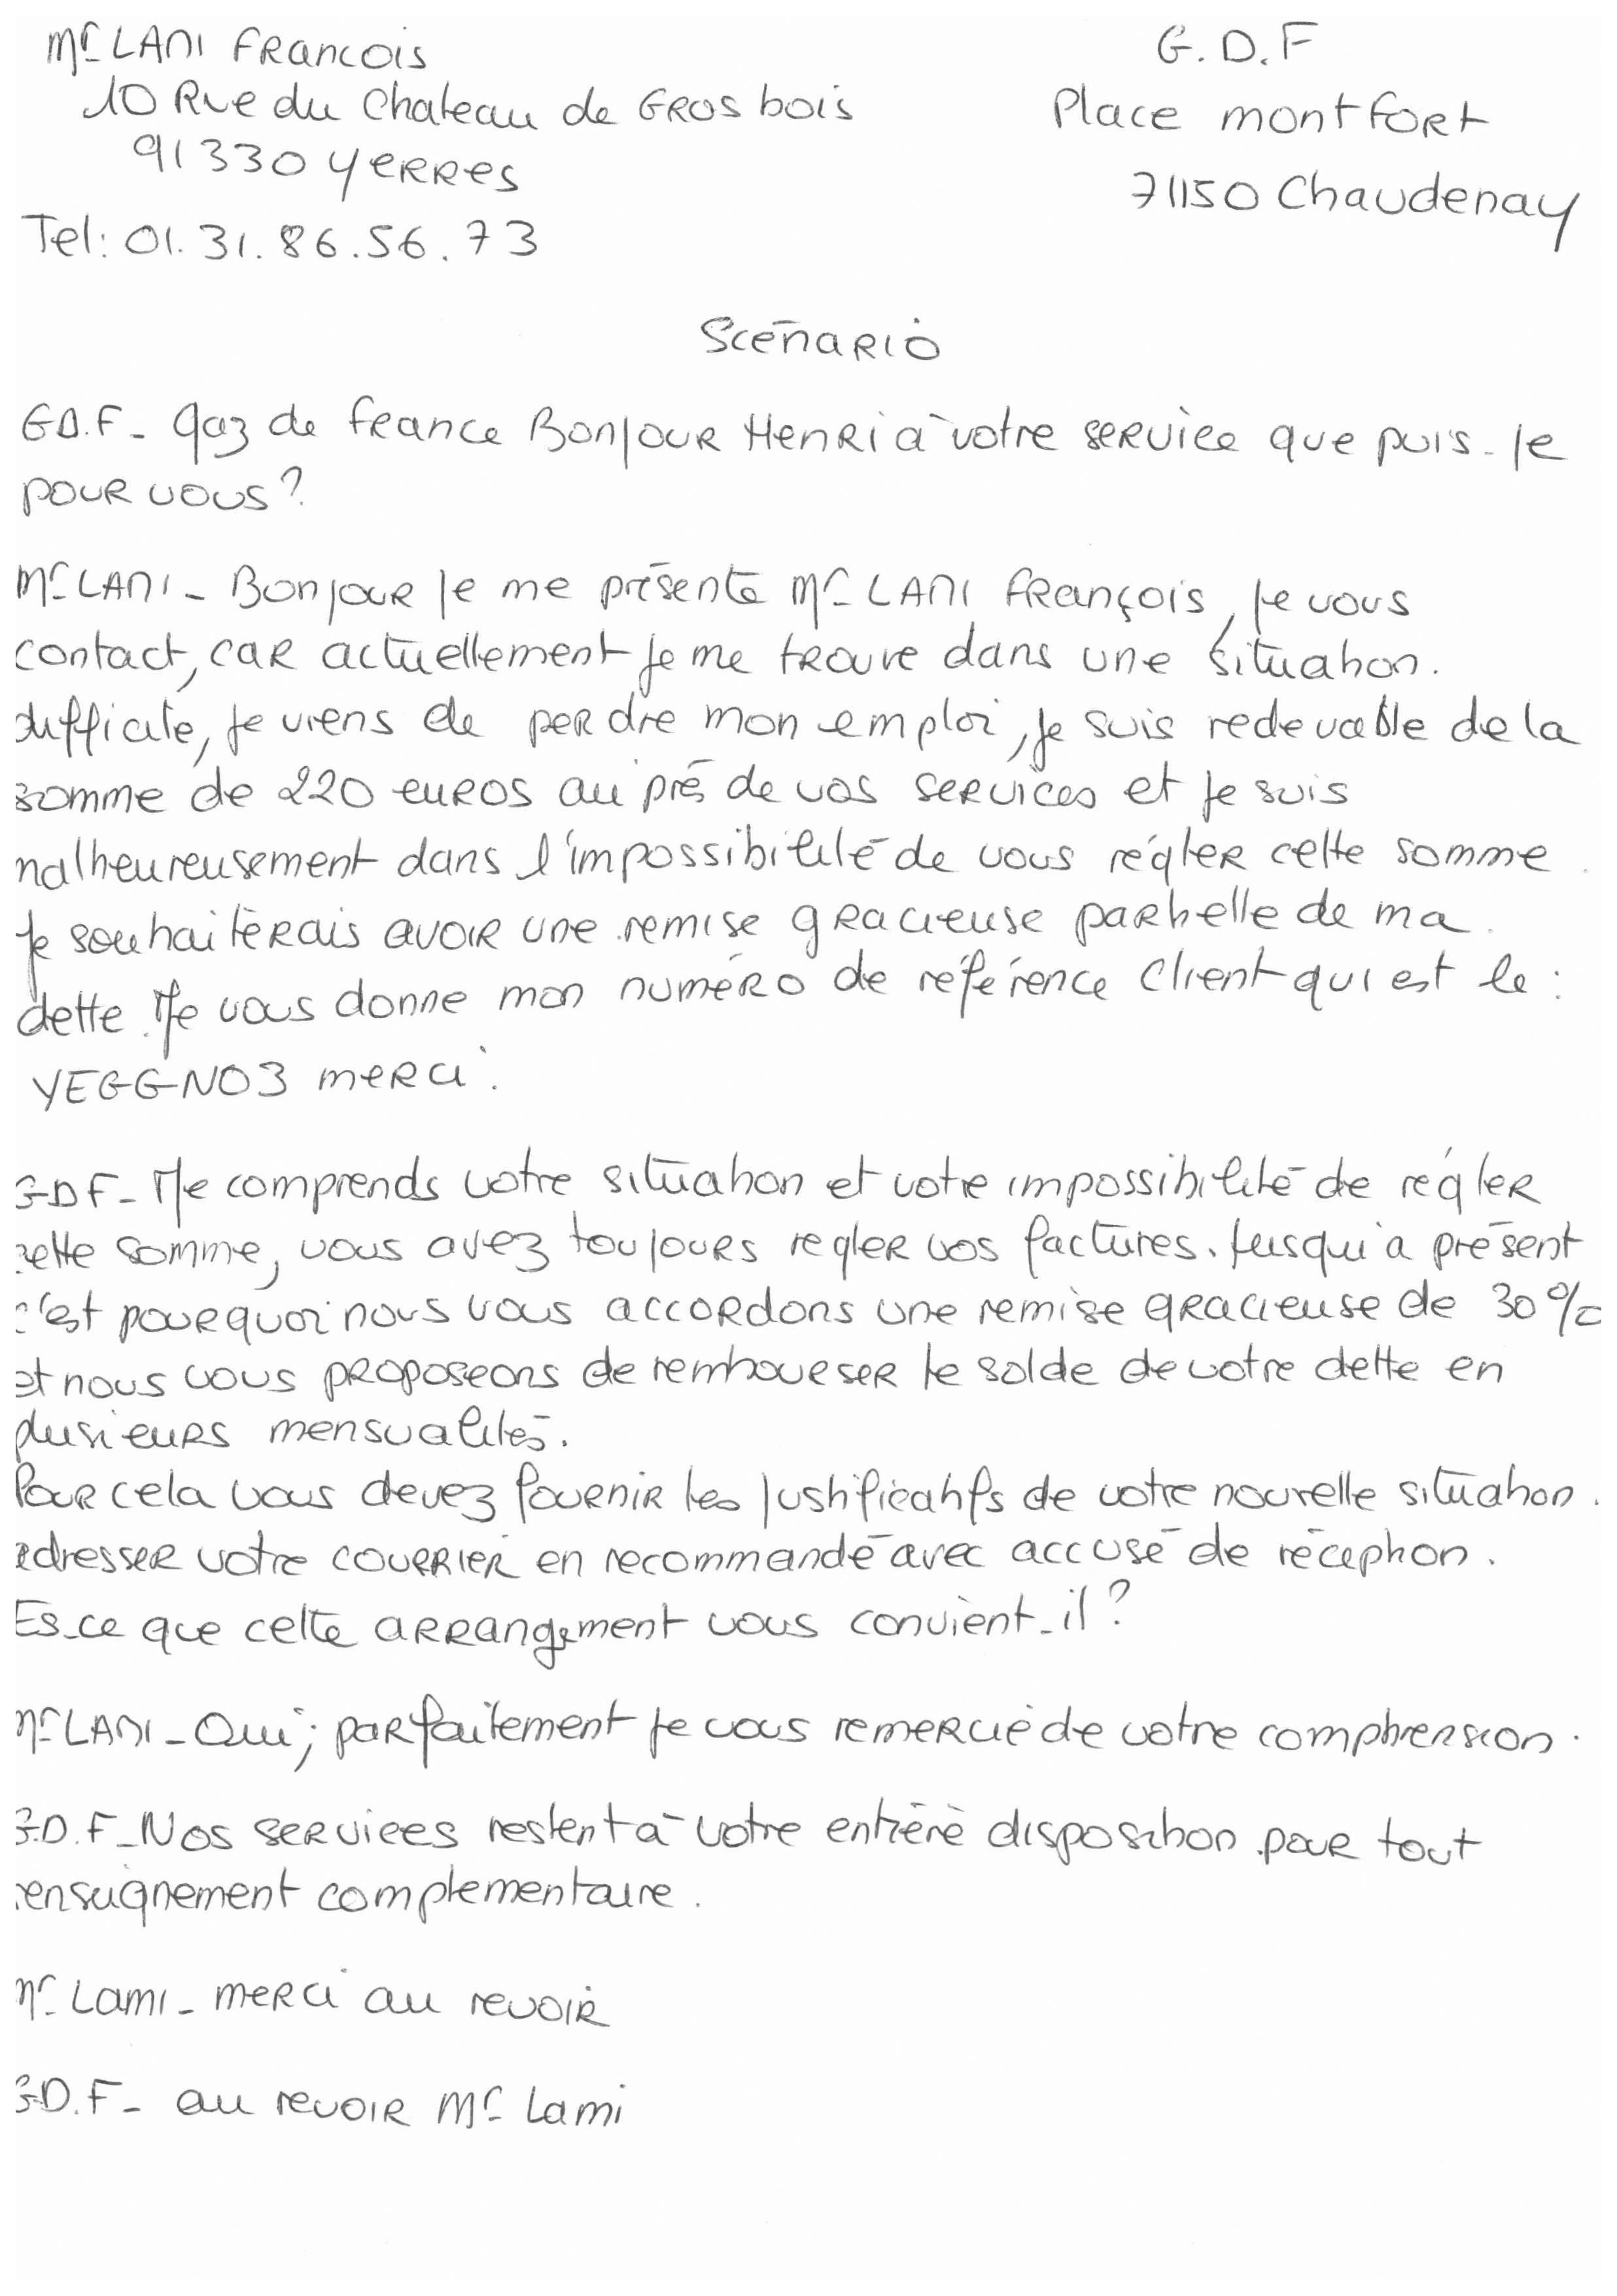 Mr LAMI Francois
G.D.F
10 Rue du Chateau de GROS bois
Place montfort
91330 Yerres
71150 Chaudenay
Tel: 01.31.86.56.73
Scénario
G.D.F - gaz de france Bonjour Henri à votre service que puis-je
pour vous?
Mr LAMI - Bonjour je me présente Mr LAMI François, je vous
contact, car actuellement je me trouve dans une situation.
difficile, je viens de perdre mon emploi, je suis redevable de la
somme de 220 euros au prés de vos services et je suis
malheureusement dans l'impossibilité de vous régler cette somme.
Je souhaiterais avoir une remise gracieuse partielle de ma.
dette. Je vous donne mon numéro de référence Client qui est le :
YEGGNO3 merci.
GDF - Je comprends votre situation et votre impossibilité de régler
cette somme, vous avez toujours regler vos factures. jusqu'à présent
c'est pourquoi nous vous accordons une remise gracieuse de 30%
et nous vous proposeons de rembourser le solde de votre dette en
plusieurs mensualités.
Pour cela vous devez fournir les justificatifs de votre nouvelle situation.
adresser votre courrier en recommandé avec accusé de réception.
Es-ce que cette arrangement vous convient-il?
Mr LAMI - Oui; parfaitement je vous remercie de votre comphrension.
G.D.F - Nos services restent à votre entière disposition pour tout
renseignement complementaire.
Mr Lami - merci au revoir
G.D.F - au revoir Mr Lami